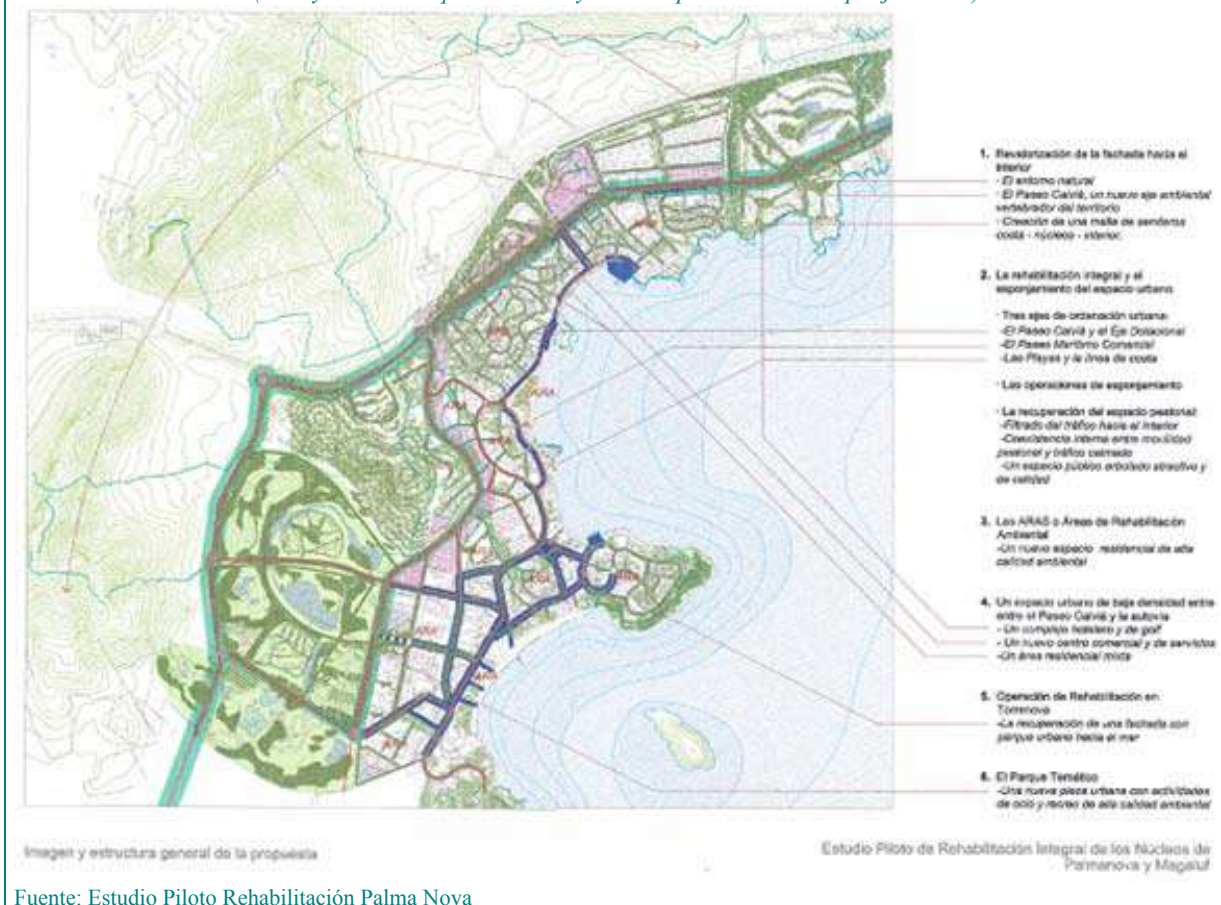 1. Revalorización de la fachada hacia el
interior
- El entorno natural
- El Paseo Calvià, un nuevo eje ambiental
vertebrador del territorio
- Creación de una malla de senderos
costa - núcleos - interior.
2. La rehabilitación integral y el
esponjamiento del espacio urbano
· Tres ejes de ordenación urbana:
-El Paseo Calvià y el Eje Dotacional
-El Paseo Marítimo Comercial
-Las Playas y la línea de costa
· Las operaciones de esponjamiento
· La recuperación del espacio peatonal:
-Filtrado del tráfico hacia el interior
-Coexistencia interna entre movilidad
peatonal y tráfico calmado
-Un espacio público arbolado atractivo y
de calidad
3. Las ARAS o Áreas de Rehabilitación
Ambiental
-Un nuevo espacio residencial de alta
calidad ambiental
4. Un espacio urbano de baja densidad entre
entre el Paseo Calvià y la autovía
- Un complejo hotelero y de golf
- Un nuevo centro comercial y de servicios
-Un área residencial mixta
5. Operación de Rehabilitación en
Torrenova
-La recuperación de una fachada con
parque urbano hacia el mar
6. El Parque Temático
-Una nueva pieza urbana con actividades
de ocio y recreo de alta calidad ambiental
Imagen y estructura general de la propuesta
Estudio Piloto de Rehabilitación Integral de los Núcleos de
Palmanova y Magaluf
Fuente: Estudio Piloto Rehabilitación Palma Nova